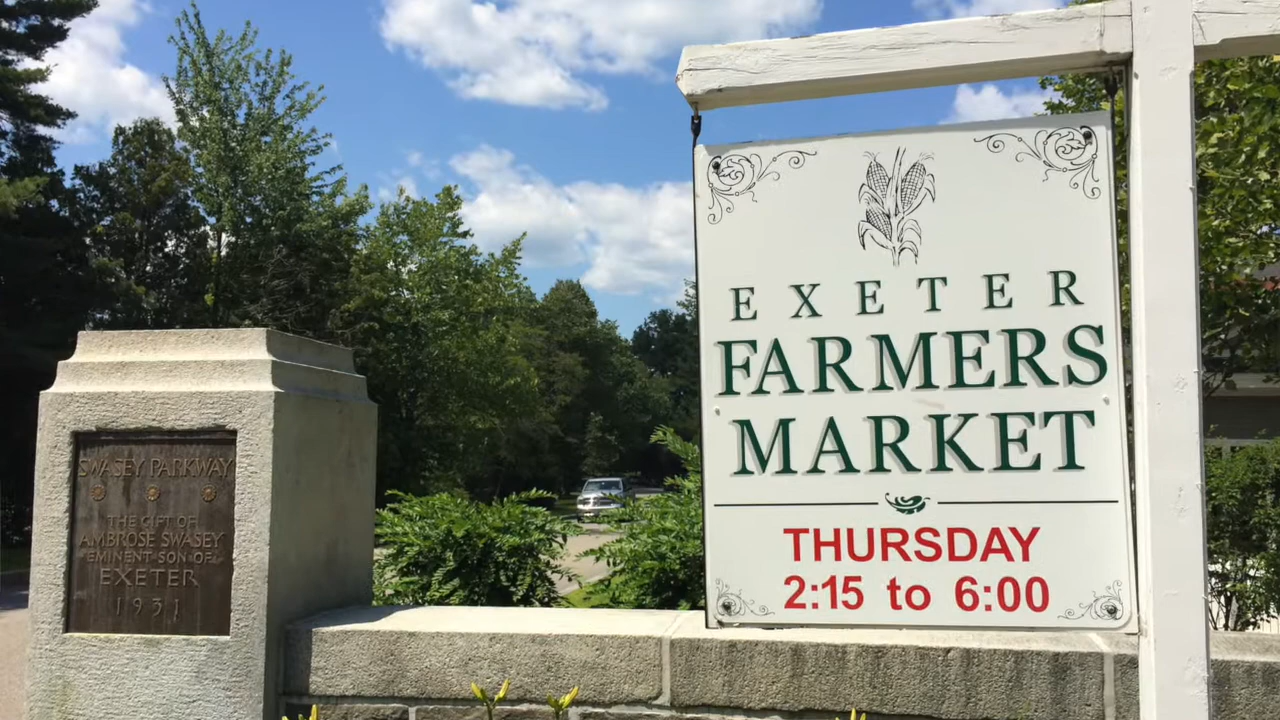 SWASEY PARKWAY
THE GIFT OF
AMBROSE SWASEY
EMINENT SON OF
EXETER
1931
EXETER
FARMERS
MARKET
THURSDAY
2:15 to 6:00